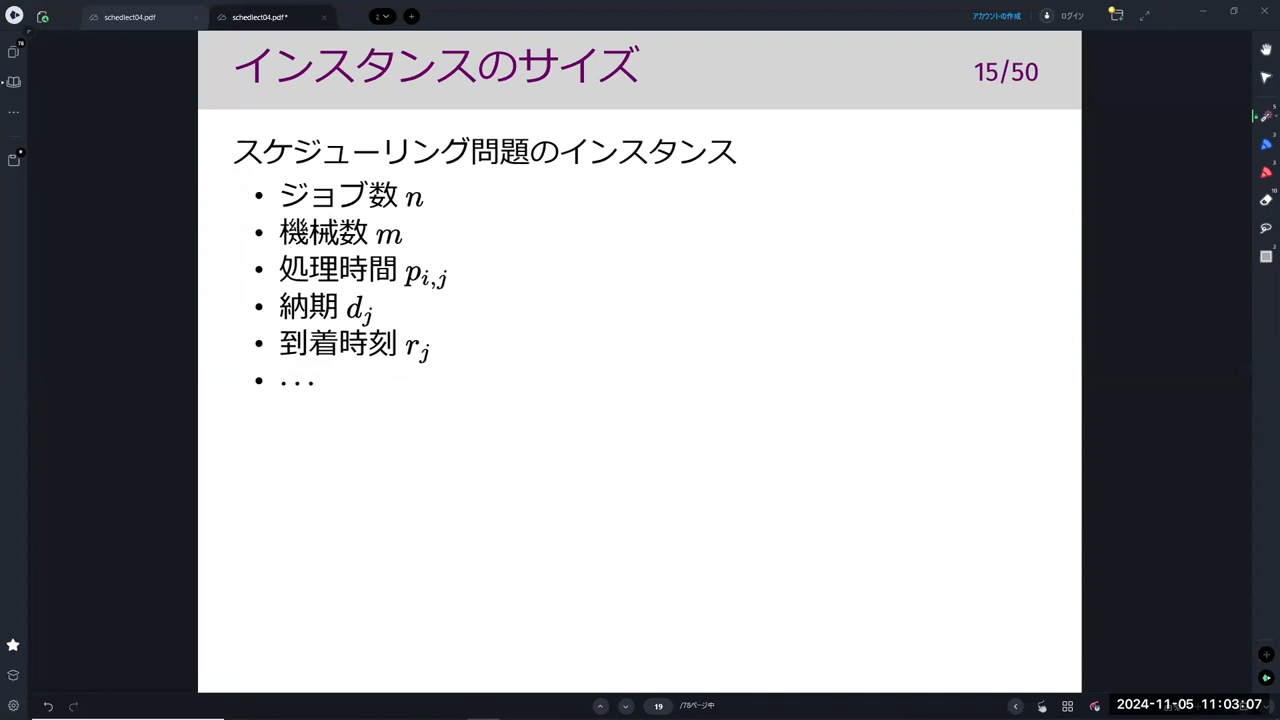 schedlect04.pdf
schedlect04.pdf*
2
アカウントの作成
ログイン
78
インスタンスのサイズ
15/50
スケジューリング問題のインスタンス
• ジョブ数 n
• 機械数 m
• 処理時間 p_{i,j}
• 納期 d_j
• 到着時刻 r_j
• ···
19
/78ページ中
2024-11-05 11:03:07